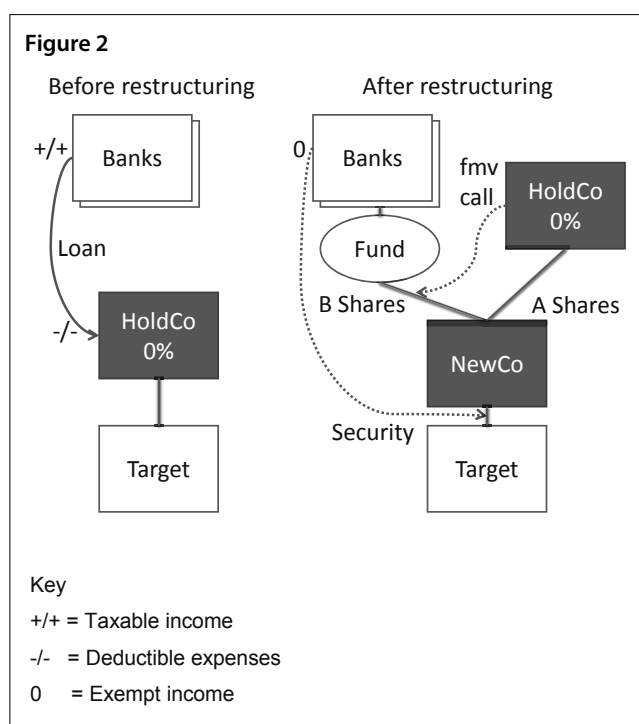 Figure 2
Before restructuring
+/+
Banks
Loan
-/-
HoldCo
0%
Target
After restructuring
0
Banks
fmv
call
HoldCo
0%
Fund
B Shares
A Shares
NewCo
Security
Target
Key
+/+ = Taxable income
-/- = Deductible expenses
0 = Exempt income